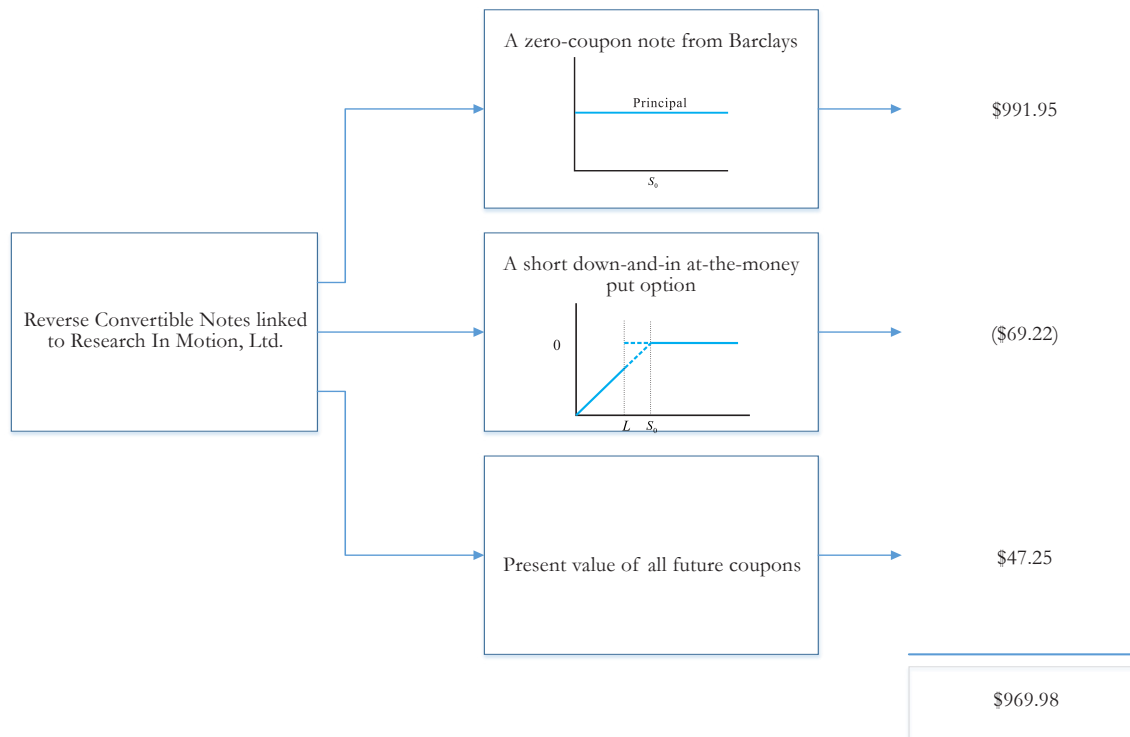 A zero-coupon note from Barclays
Principal
S₀
$991.95
Reverse Convertible Notes linked
to Research In Motion, Ltd.
A short down-and-in at-the-money
put option
0
L S₀
($69.22)
Present value of all future coupons
$47.25
$969.98